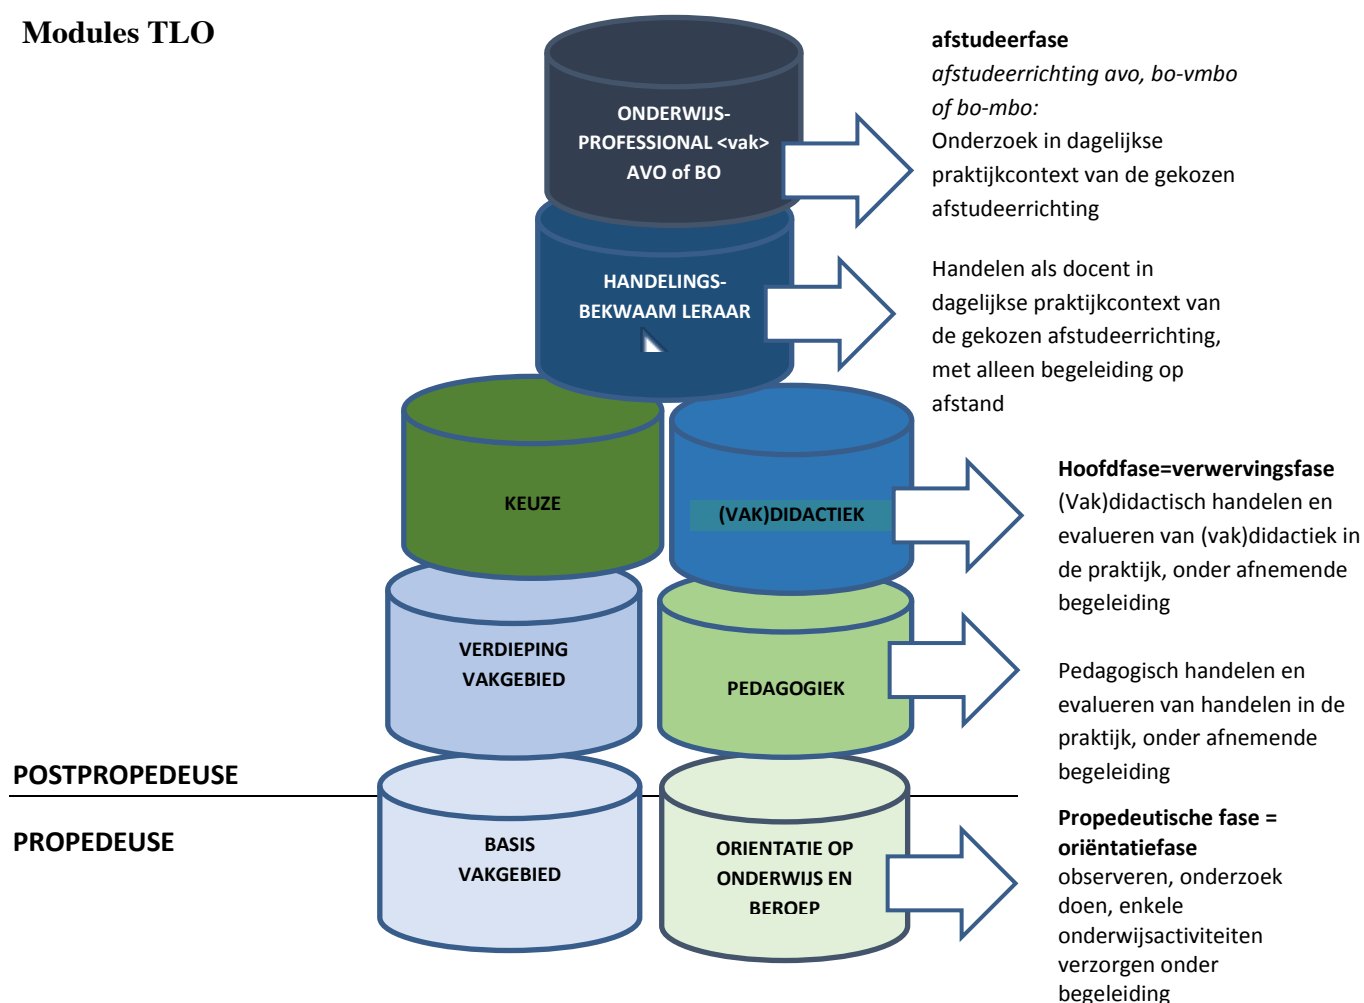 Modules TLO
ONDERWIJS-
PROFESSIONAL <vak>
AVO of BO
afstudeerfase
afstudeerrichting avo, bo-vmbo
of bo-mbo:
Onderzoek in dagelijkse
praktijkcontext van de gekozen
afstudeerrichting
HANDELINGS-
BEKWAAM LERAAR
Handelen als docent in
dagelijkse praktijkcontext van
de gekozen afstudeerrichting,
met alleen begeleiding op
afstand
KEUZE
(VAK)DIDACTIEK
Hoofdfase=verwervingsfase
(Vak)didactisch handelen en
evalueren van (vak)didactiek in
de praktijk, onder afnemende
begeleiding
VERDIEPING
VAKGEBIED
PEDAGOGIEK
Pedagogisch handelen en
evalueren van handelen in de
praktijk, onder afnemende
begeleiding
POSTPROPEDEUSE
PROPEDEUSE
BASIS
VAKGEBIED
ORIENTATIE OP
ONDERWIJS EN
BEROEP
Propedeutische fase =
oriëntatiefase
observeren, onderzoek
doen, enkele
onderwijsactiviteiten
verzorgen onder
begeleiding